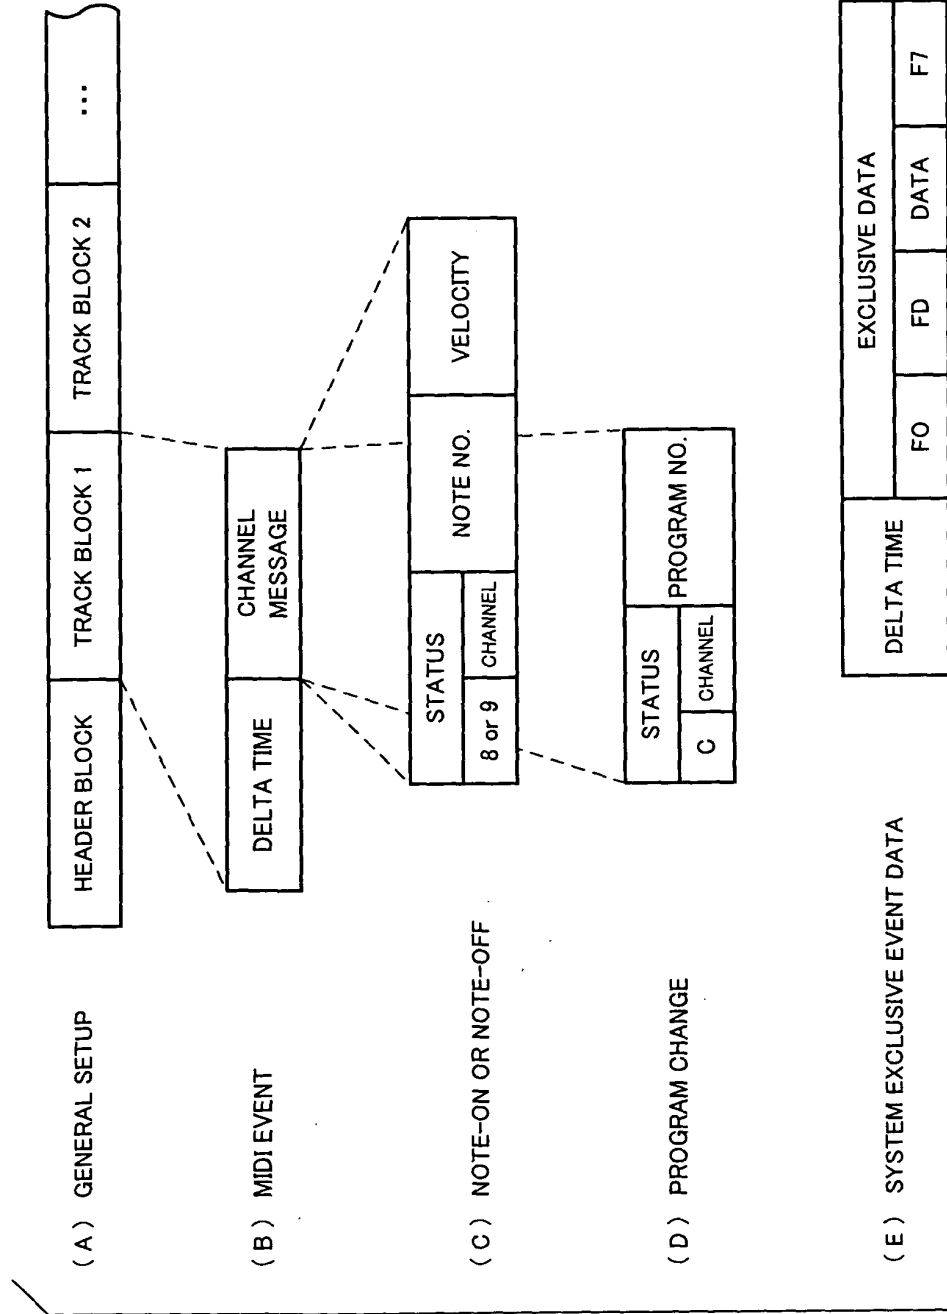 ( A )  GENERAL SETUP
HEADER BLOCK
TRACK BLOCK 1
TRACK BLOCK 2
...
( B )  MIDI EVENT
DELTA TIME
CHANNEL
MESSAGE
( C )  NOTE-ON OR NOTE-OFF
STATUS
8 or 9
CHANNEL
NOTE NO.
VELOCITY
( D )  PROGRAM CHANGE
STATUS
C
CHANNEL
PROGRAM NO.
( E )  SYSTEM EXCLUSIVE EVENT DATA
DELTA TIME
EXCLUSIVE DATA
FO
FD
DATA
F7